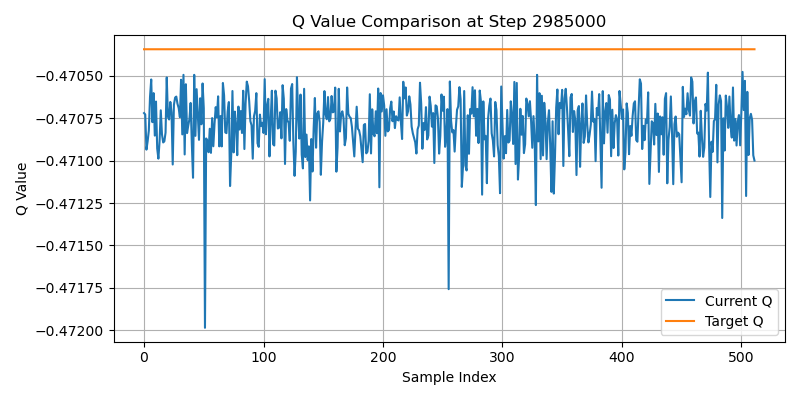 Q Value Comparison at Step 2985000
−0.47050
−0.47075
−0.47100
−0.47125
−0.47150
−0.47175
−0.47200
Q Value
0 100 200 300 400 500
Sample Index
Current Q
Target Q